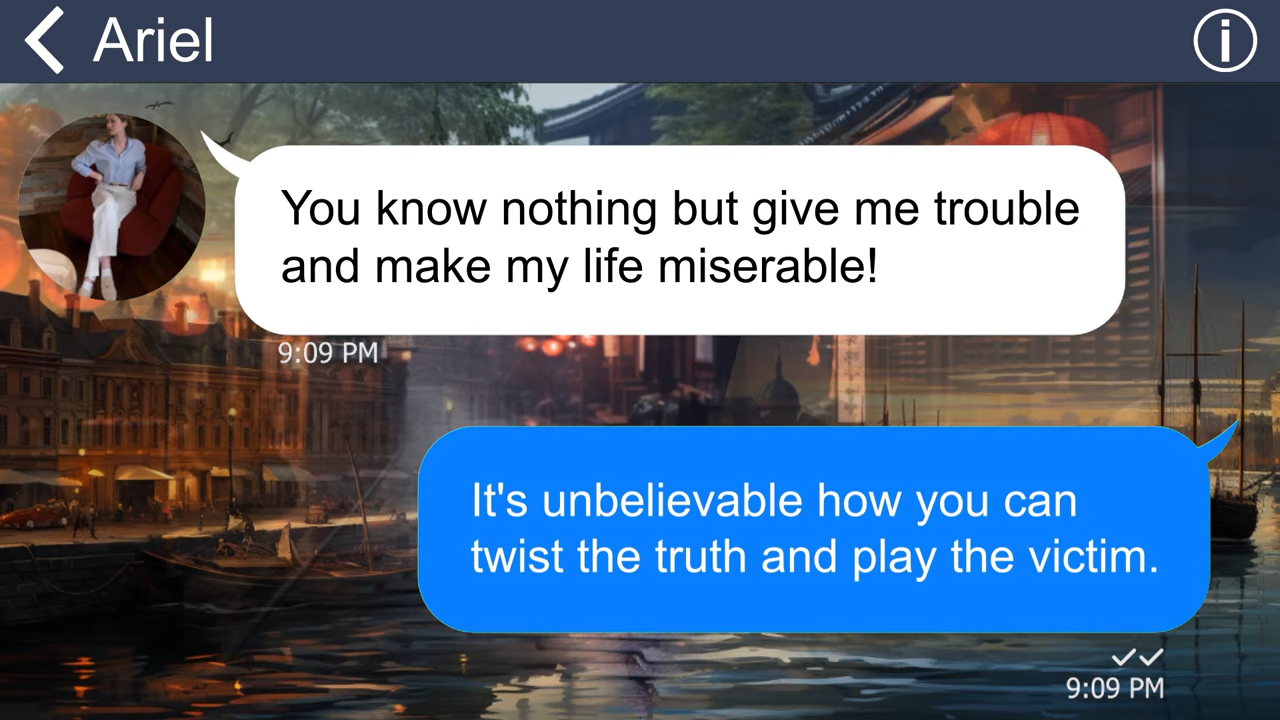 Ariel
You know nothing but give me trouble
and make my life miserable!
9:09 PM
It's unbelievable how you can
twist the truth and play the victim.
9:09 PM